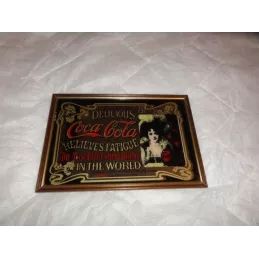 DELICIOUS
Coca-Cola
RELIEVES FATIGUE
IN THE WORLD